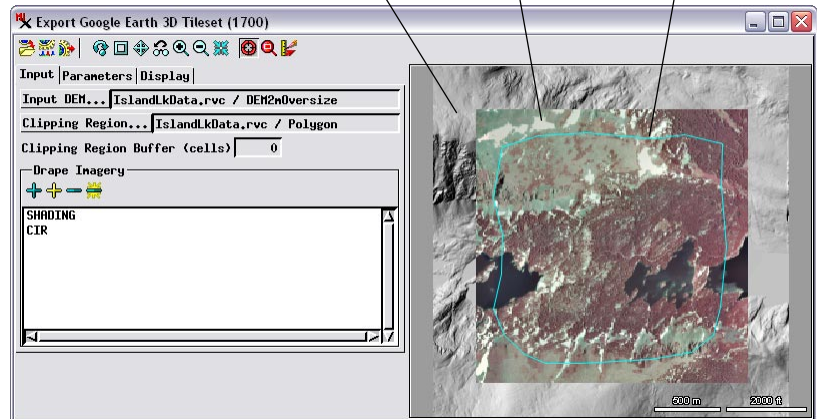 Export Google Earth 3D Tileset (1700)
Input Parameters Display
Input DEM... IslandLkData.rvc / DEM2mOversize
Clipping Region... IslandLkData.rvc / Polygon
Clipping Region Buffer (cells) 0
Drape Imagery
SHADING
CIR
500 m 2000 ft